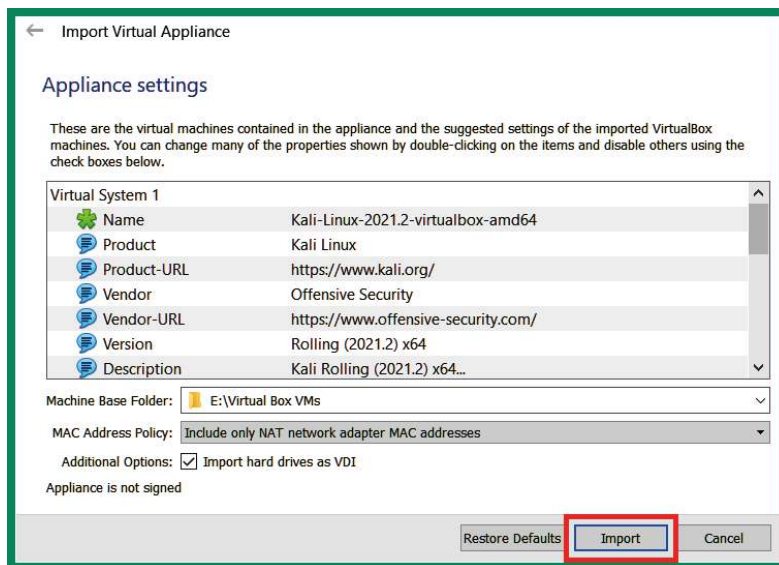 Import Virtual Appliance
Appliance settings
These are the virtual machines contained in the appliance and the suggested settings of the imported VirtualBox
machines. You can change many of the properties shown by double-clicking on the items and disable others using the
check boxes below.
Virtual System 1
Name Kali-Linux-2021.2-virtualbox-amd64
Product Kali Linux
Product-URL https://www.kali.org/
Vendor Offensive Security
Vendor-URL https://www.offensive-security.com/
Version Rolling (2021.2) x64
Description Kali Rolling (2021.2) x64...
Machine Base Folder: E:\Virtual Box VMs
MAC Address Policy: Include only NAT network adapter MAC addresses
Additional Options: Import hard drives as VDI
Appliance is not signed
Restore Defaults Import Cancel